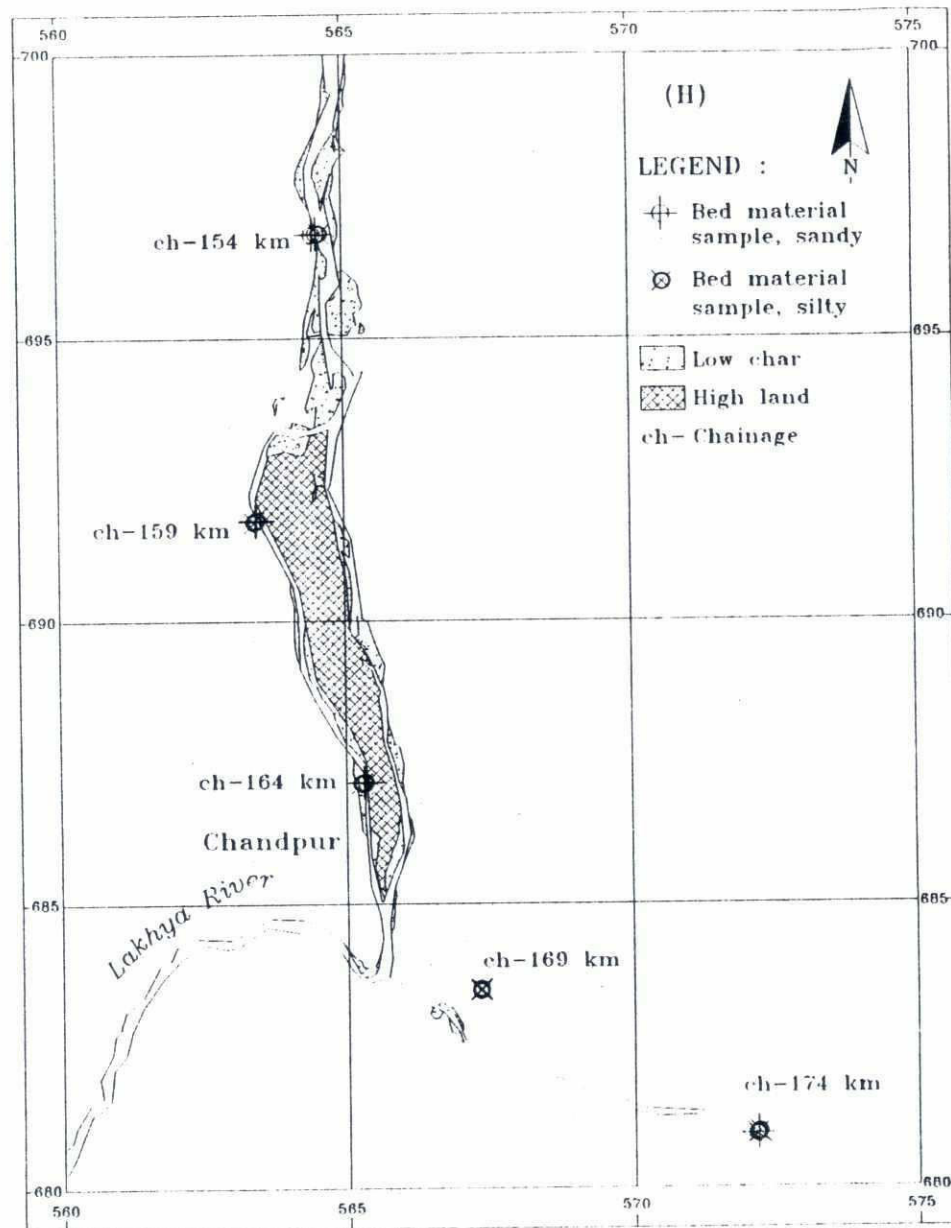 560
565
570
575
700
700
(H)
N
LEGEND :
Bed material
sample, sandy
Bed material
sample, silty
Low char
High land
ch- Chainage
ch-154 km
695
695
ch-159 km
690
690
ch-164 km
Chandpur
Lakhya River
685
685
ch-169 km
ch-174 km
680
680
560
565
570
575